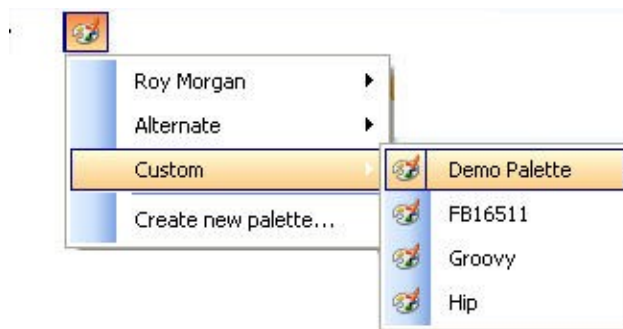 Roy Morgan
Alternate
Custom
Create new palette...
Demo Palette
FB16511
Groovy
Hip